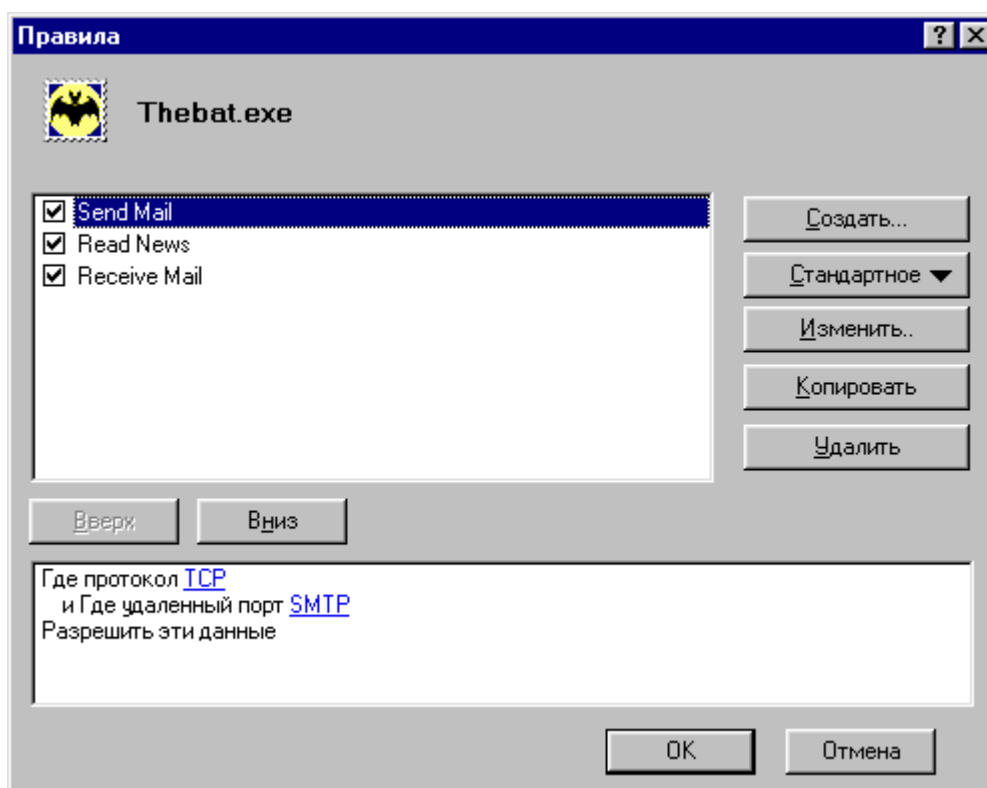 Правила
Thebat.exe
Send Mail
Read News
Receive Mail
Создать...
Стандартное
Изменить..
Копировать
Удалить
Вверх
Вниз
Где протокол TCP
и Где удаленный порт SMTP
Разрешить эти данные
OK
Отмена